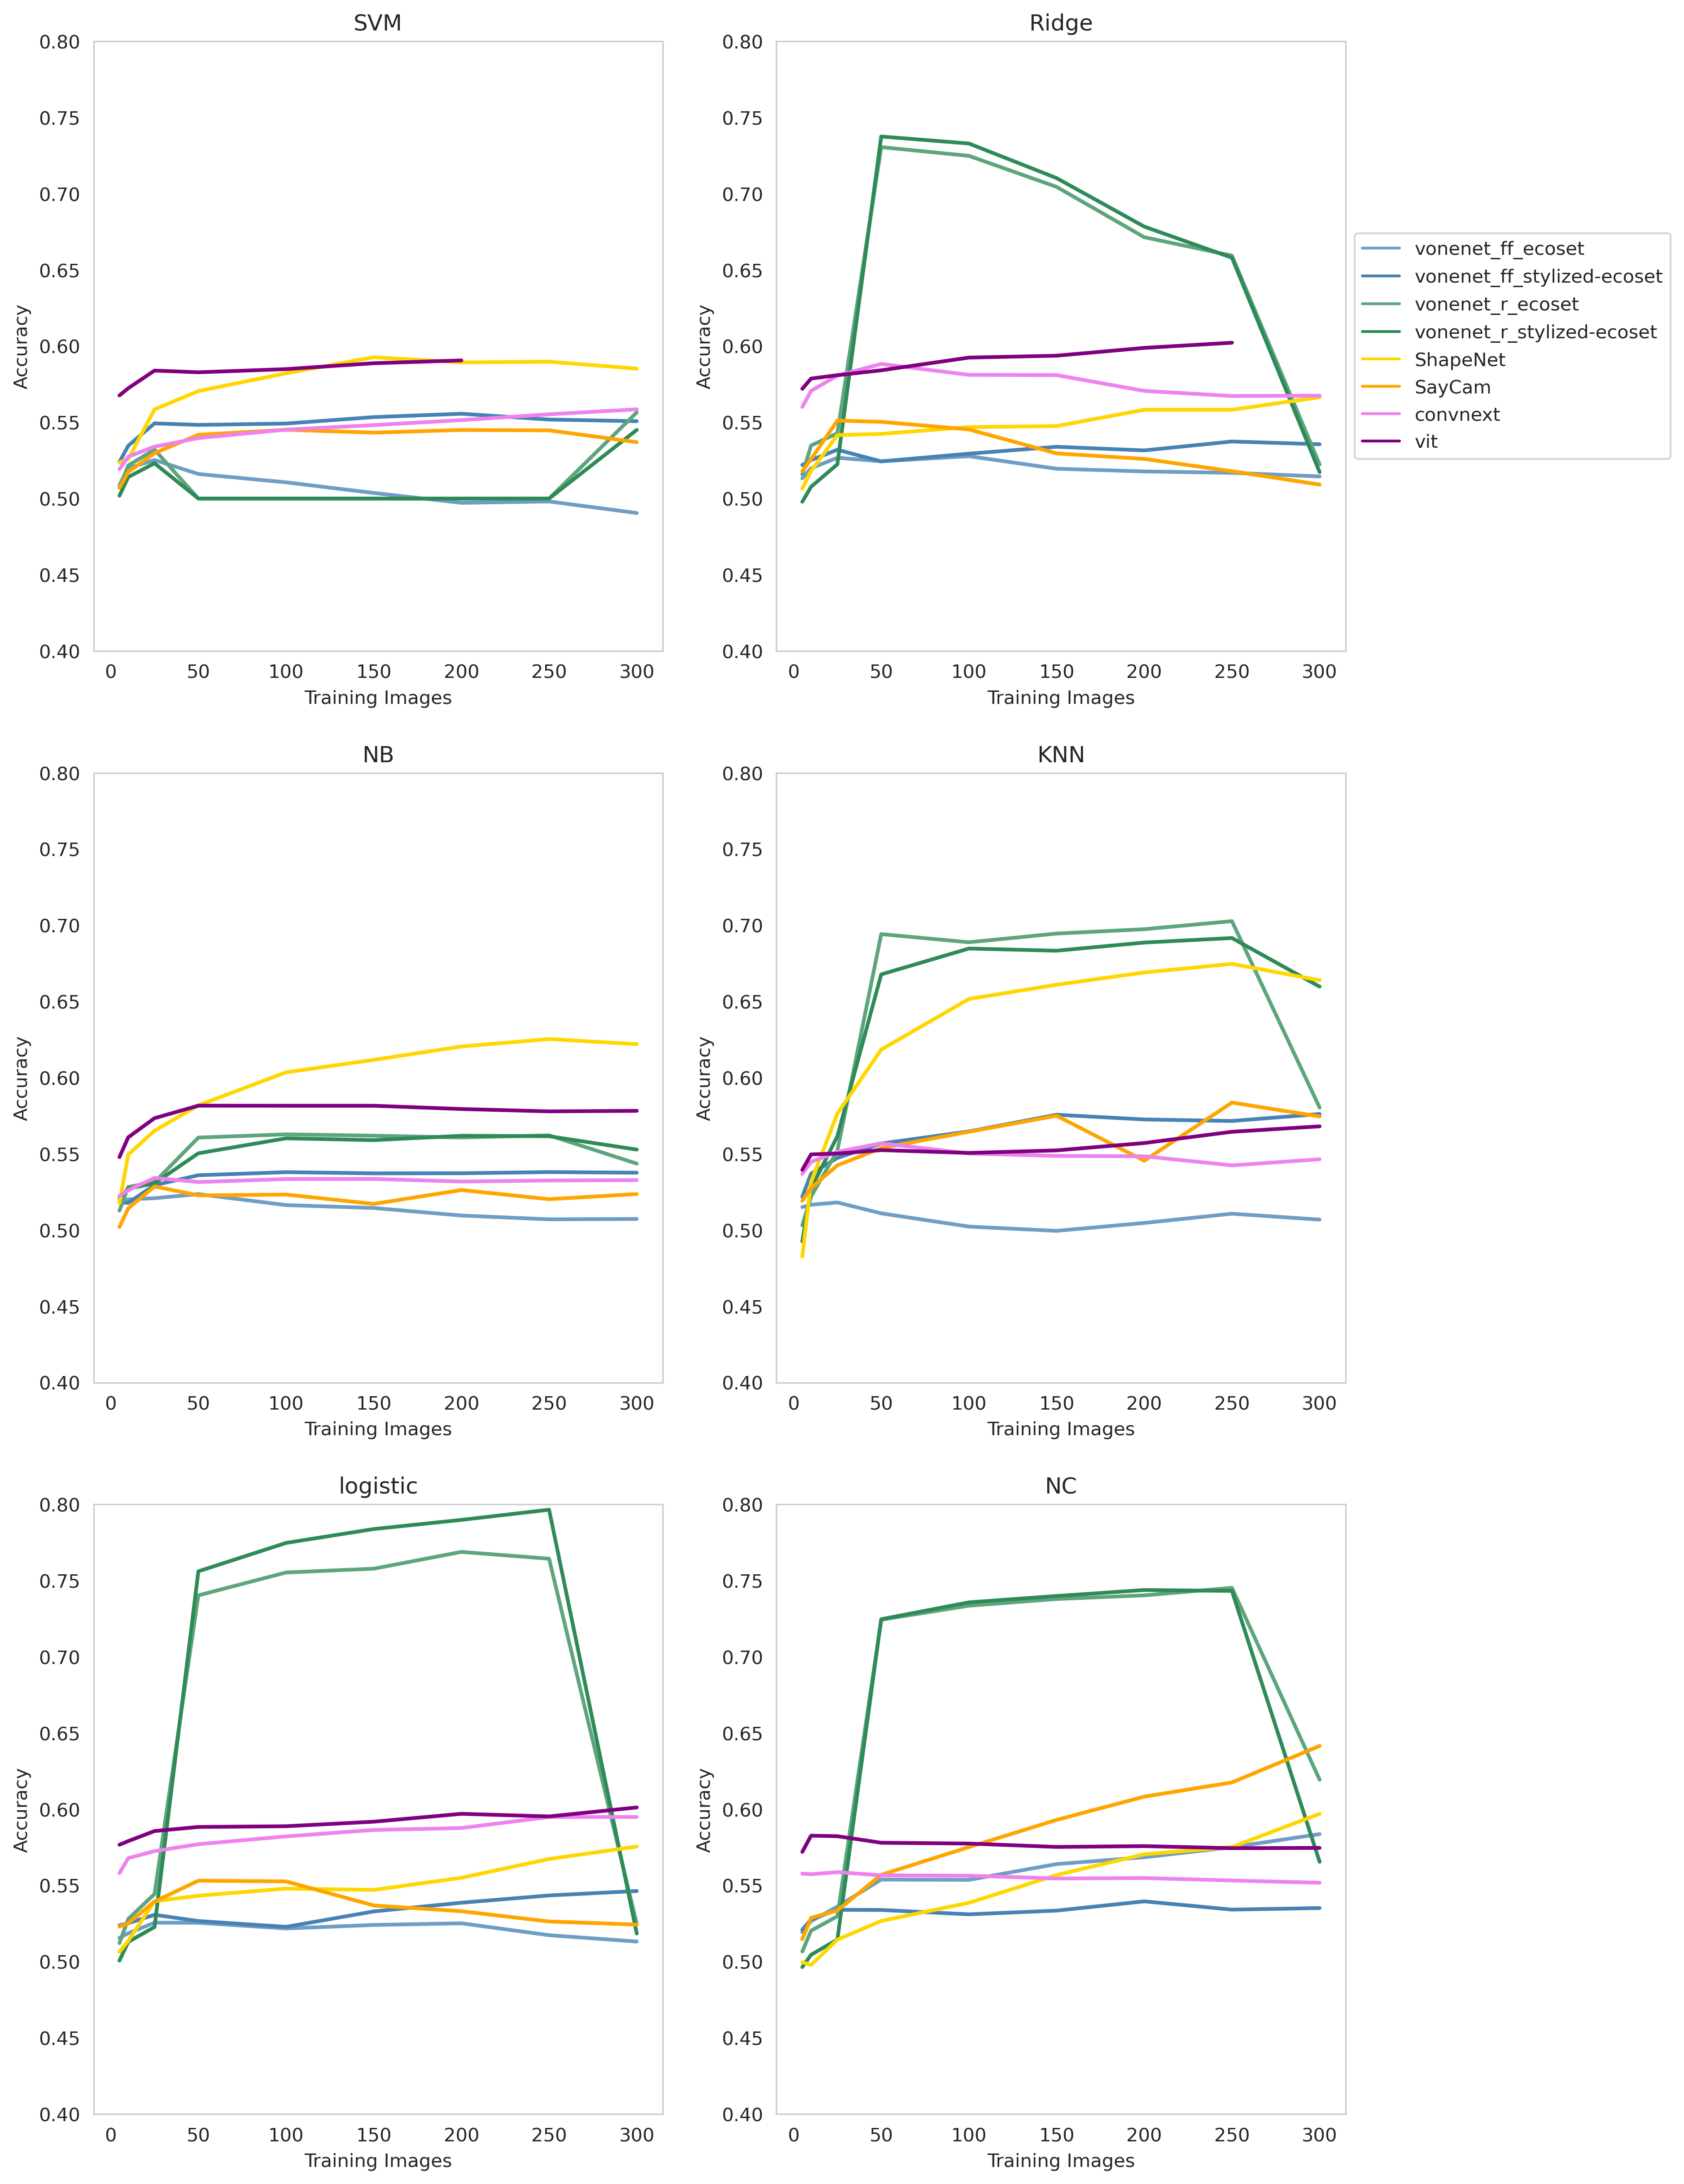 SVM
0.80
0.75
0.70
0.65
0.60
0.55
0.50
0.45
0.40
Accuracy
0 50 100 150 200 250 300
Training Images
Ridge
0.80
0.75
0.70
0.65
0.60
0.55
0.50
0.45
0.40
Accuracy
0 50 100 150 200 250 300
Training Images
vonenet_ff_ecoset
vonenet_ff_stylized-ecoset
vonenet_r_ecoset
vonenet_r_stylized-ecoset
ShapeNet
SayCam
convnext
vit
NB
0.80
0.75
0.70
0.65
0.60
0.55
0.50
0.45
0.40
Accuracy
0 50 100 150 200 250 300
Training Images
KNN
0.80
0.75
0.70
0.65
0.60
0.55
0.50
0.45
0.40
Accuracy
0 50 100 150 200 250 300
Training Images
logistic
0.80
0.75
0.70
0.65
0.60
0.55
0.50
0.45
0.40
Accuracy
0 50 100 150 200 250 300
Training Images
NC
0.80
0.75
0.70
0.65
0.60
0.55
0.50
0.45
0.40
Accuracy
0 50 100 150 200 250 300
Training Images